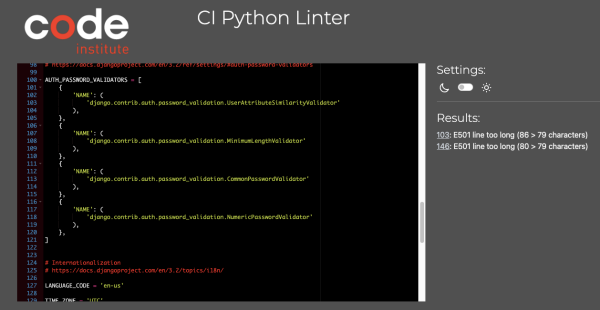 code
institute
CI Python Linter
98 # https://docs.djangoproject.com/en/3.2/ref/settings/#auth-password-validators
99
100 AUTH_PASSWORD_VALIDATORS = [
101 {
102 'NAME': (
103 'django.contrib.auth.password_validation.UserAttributeSimilarityValidator'
104 ),
105 },
106 {
107 'NAME': (
108 'django.contrib.auth.password_validation.MinimumLengthValidator'
109 ),
110 },
111 {
112 'NAME': (
113 'django.contrib.auth.password_validation.CommonPasswordValidator'
114 ),
115 },
116 {
117 'NAME': (
118 'django.contrib.auth.password_validation.NumericPasswordValidator'
119 ),
120 },
121 ]
122
123
124 # Internationalization
125 # https://docs.djangoproject.com/en/3.2/topics/i18n/
126
127 LANGUAGE_CODE = 'en-us'
128
129 TIME_ZONE = 'UTC'
Settings:
Results:
103: E501 line too long (86 > 79 characters)
146: E501 line too long (80 > 79 characters)